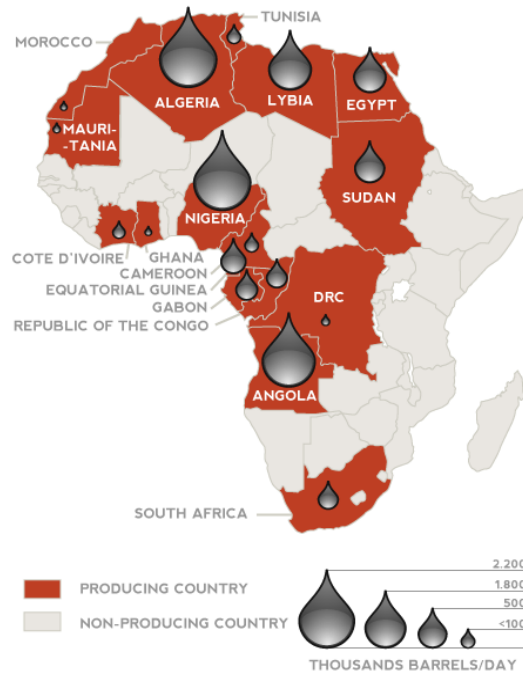 TUNISIA
MOROCCO
ALGERIA
LYBIA
EGYPT
MAURI-
-TANIA
SUDAN
NIGERIA
COTE D'IVOIRE
GHANA
CAMEROON
EQUATORIAL GUINEA
GABON
REPUBLIC OF THE CONGO
DRC
ANGOLA
SOUTH AFRICA
PRODUCING COUNTRY
NON-PRODUCING COUNTRY
2.200
1.800
500
<100
THOUSANDS BARRELS/DAY